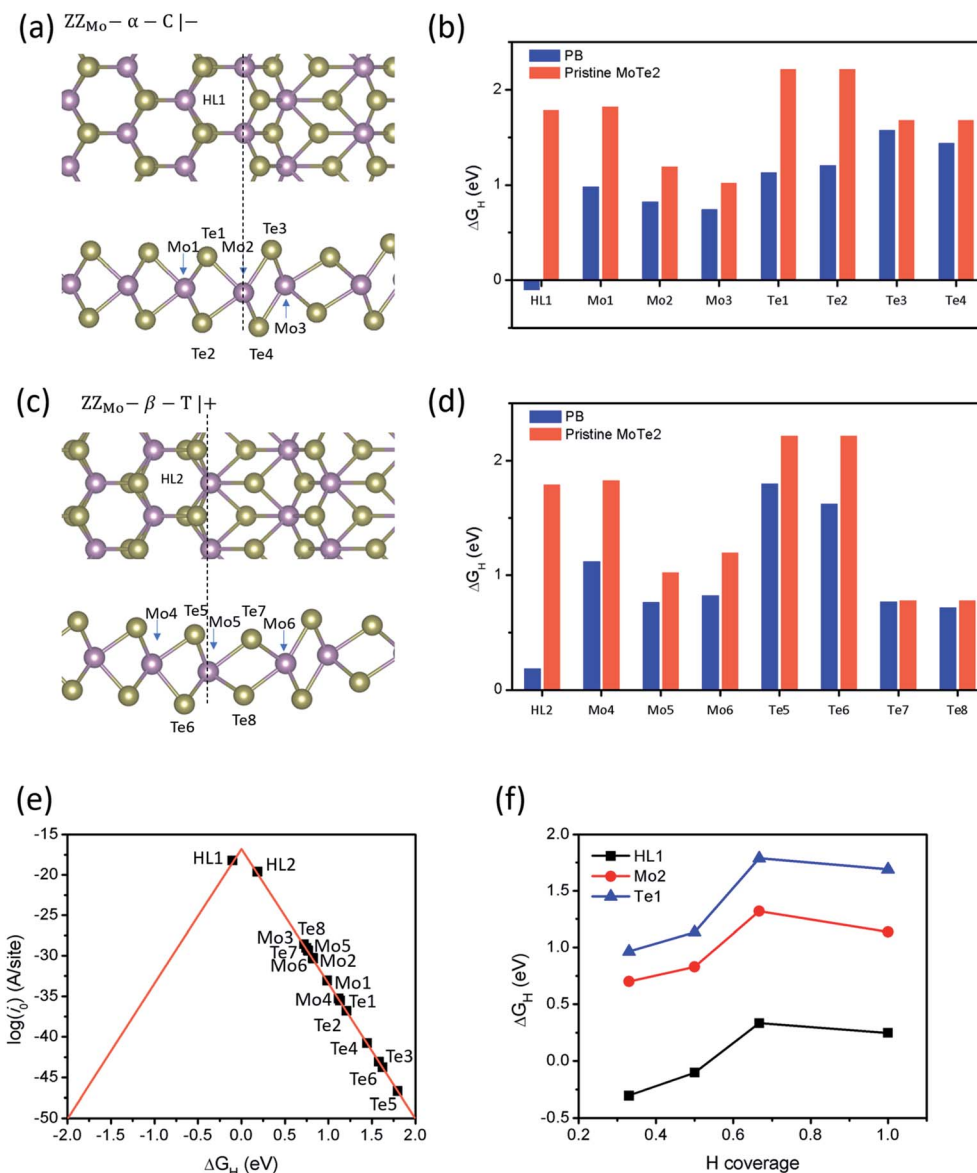 (a) ZZMo− α − C |−
HL1
Mo1 Te1 Mo2 Te3
Mo3
Te2 Te4
(b)
PB
Pristine MoTe2
ΔGH (eV)
2
1
0
HL1 Mo1 Mo2 Mo3 Te1 Te2 Te3 Te4
(c) ZZMo− β − T |+
HL2
Mo4 Te5 Mo5 Te7 Mo6
Te6 Te8
(d)
PB
Pristine MoTe2
ΔGH (eV)
2
1
0
HL2 Mo4 Mo5 Mo6 Te5 Te6 Te7 Te8
(e)
log(i0) (A/site)
-15
-20
-25
-30
-35
-40
-45
-50
HL1 HL2
Te8
Mo3 Mo5
Te7 Mo2
Mo6
Mo1
Mo4 Te1
Te2
Te4 Te3
Te6
Te5
-2.0 -1.5 -1.0 -0.5 0.0 0.5 1.0 1.5 2.0
ΔGH (eV)
(f)
HL1
Mo2
Te1
ΔGH (eV)
2.0
1.5
1.0
0.5
0.0
-0.5
0.2 0.4 0.6 0.8 1.0
H coverage